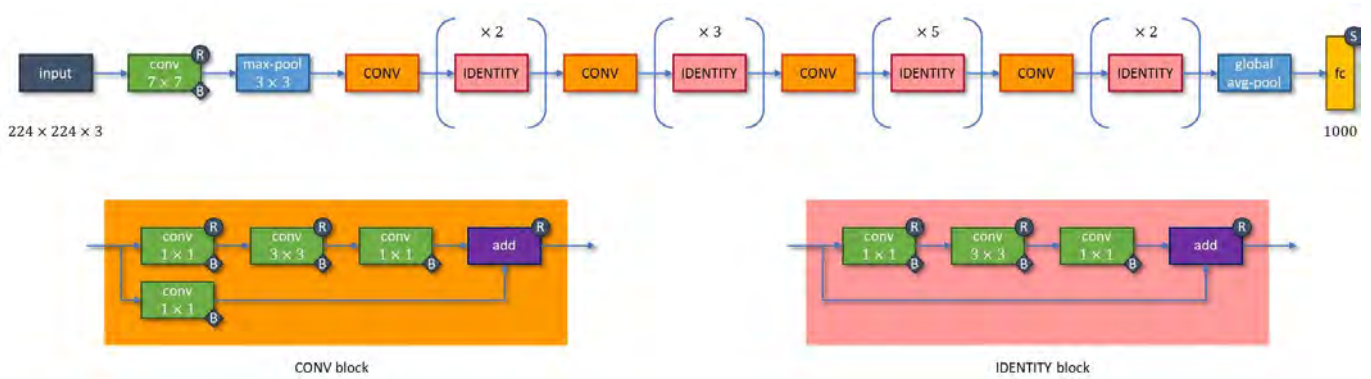 × 2
× 3
× 5
× 2
input
conv
7 × 7
R
B
max-pool
3 × 3
CONV
IDENTITY
CONV
IDENTITY
CONV
IDENTITY
CONV
IDENTITY
global
avg-pool
S
fc
224 × 224 × 3
1000
conv
1 × 1
R
B
conv
3 × 3
R
B
conv
1 × 1
B
add
R
conv
1 × 1
B
CONV block
conv
1 × 1
R
B
conv
3 × 3
R
B
conv
1 × 1
B
add
R
IDENTITY block